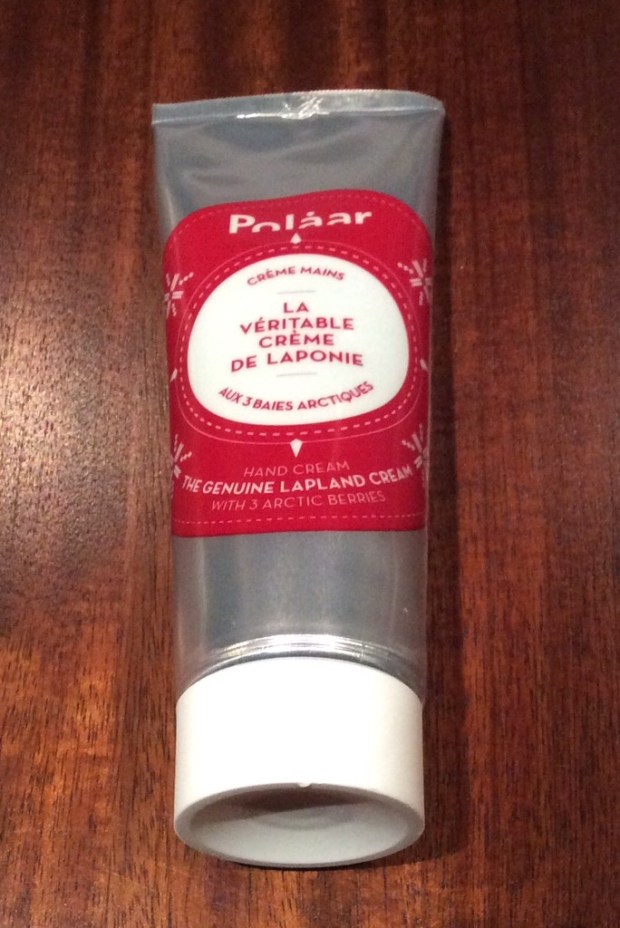 Polåar
CRÈME MAINS
LA
VÉRITABLE
CRÈME
DE LAPONIE
AUX 3 BAIES ARCTIQUES
HAND CREAM
THE GENUINE LAPLAND CREAM
WITH 3 ARCTIC BERRIES